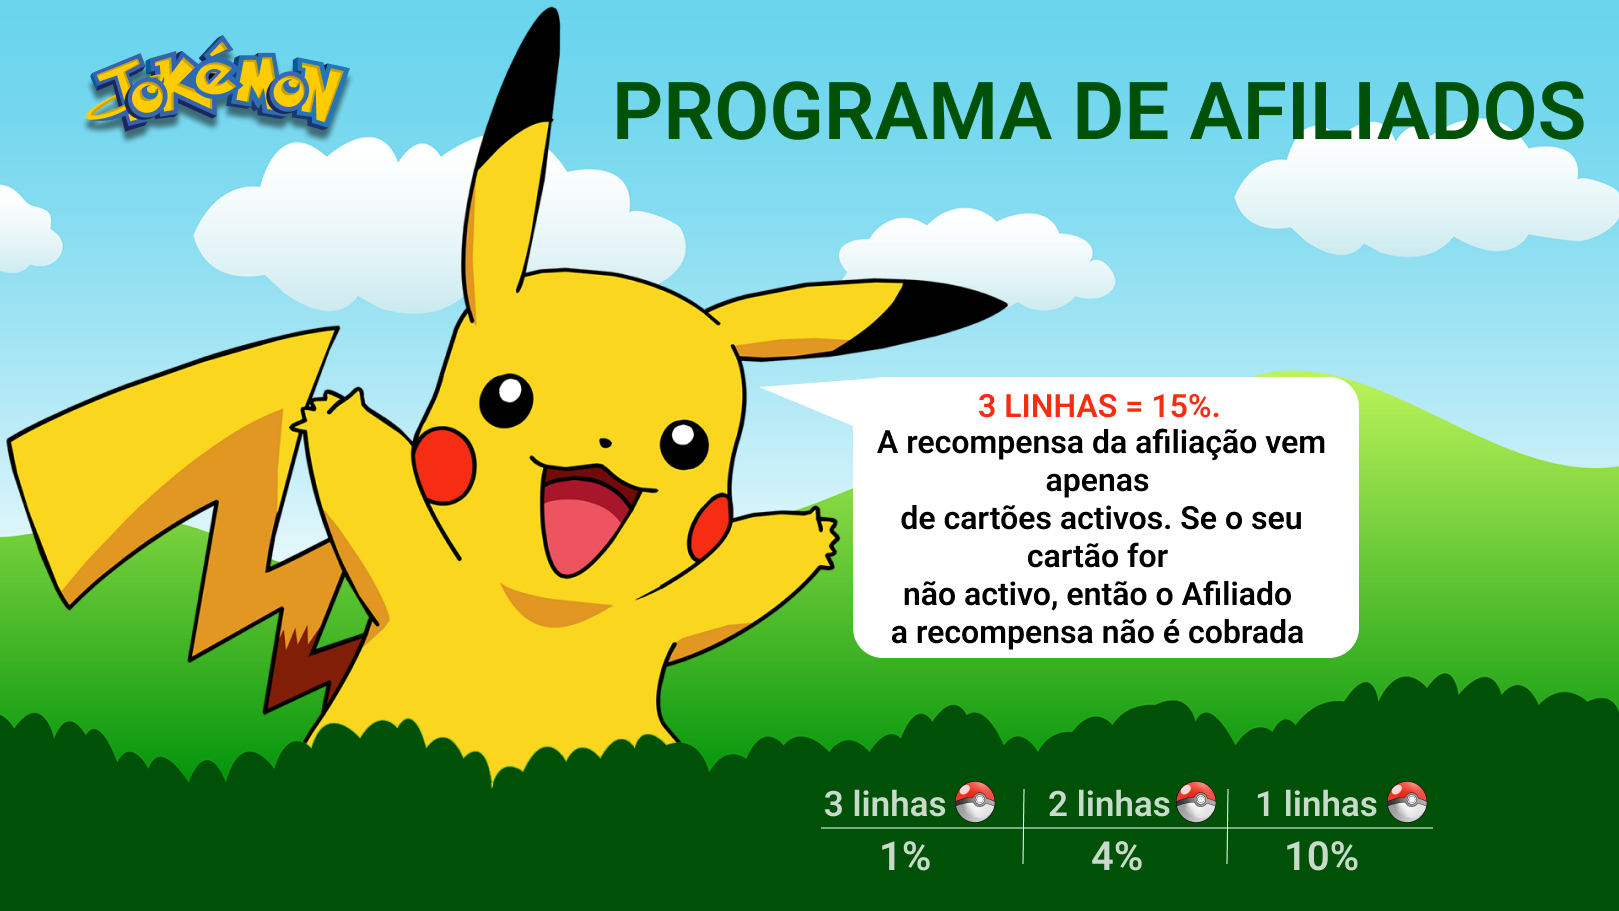 TOKéMON
PROGRAMA DE AFILIADOS
3 LINHAS = 15%.
A recompensa da afiliação vem
apenas
de cartões activos. Se o seu
cartão for
não activo, então o Afiliado
a recompensa não é cobrada
3 linhas 2 linhas 1 linhas
1% 4% 10%